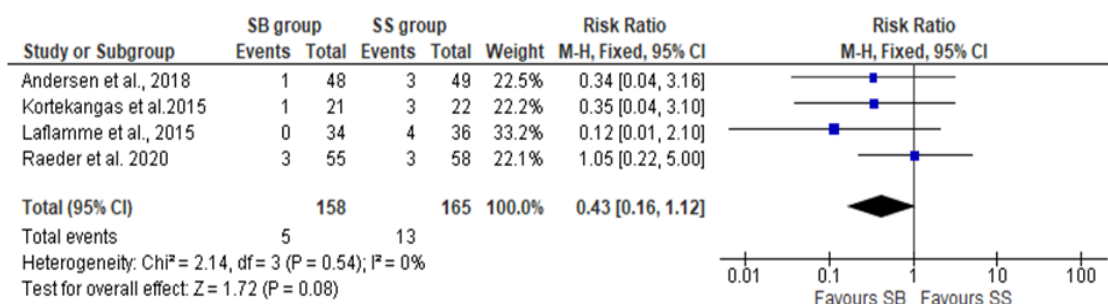 SB group SS group Risk Ratio Risk Ratio
Study or Subgroup Events Total Events Total Weight M-H, Fixed, 95% CI M-H, Fixed, 95% CI
Andersen et al., 2018 1 48 3 49 22.5% 0.34 [0.04, 3.16]
Kortekangas et al.2015 1 21 3 22 22.5% 0.35 [0.04, 3.10]
Laflamme et al., 2015 0 34 4 36 33.2% 0.12 [0.01, 2.10]
Raeder et al. 2020 3 55 3 58 22.1% 1.05 [0.22, 5.00]
Total (95% CI) 158 165 100.0% 0.43 [0.16, 1.12]
Total events 5 13
Heterogeneity: Chi² = 2.14, df = 3 (P = 0.54); I² = 0%
Test for overall effect: Z = 1.72 (P = 0.08)
0.01 0.1 1 10 100
Favours SB Favours SS